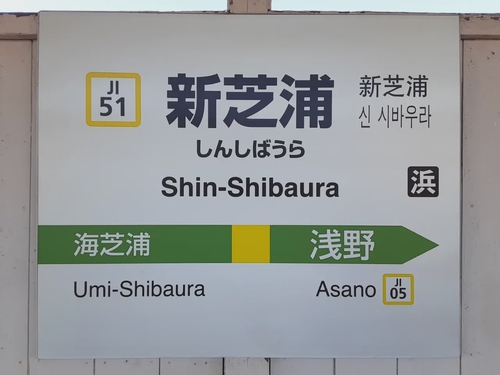 JI
51
新芝浦
しんしばうら
Shin-Shibaura
新芝浦
신 시바우라
浜
海芝浦
浅野
Umi-Shibaura
Asano
JI
05